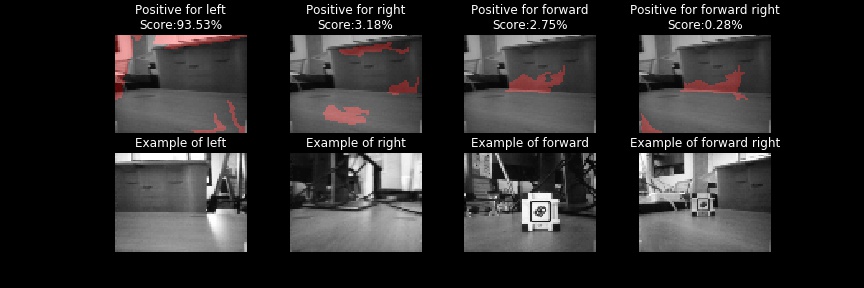 Positive for left
Score:93.53%
Positive for right
Score:3.18%
Positive for forward
Score:2.75%
Positive for forward right
Score:0.28%
Example of left
Example of right
Example of forward
Example of forward right